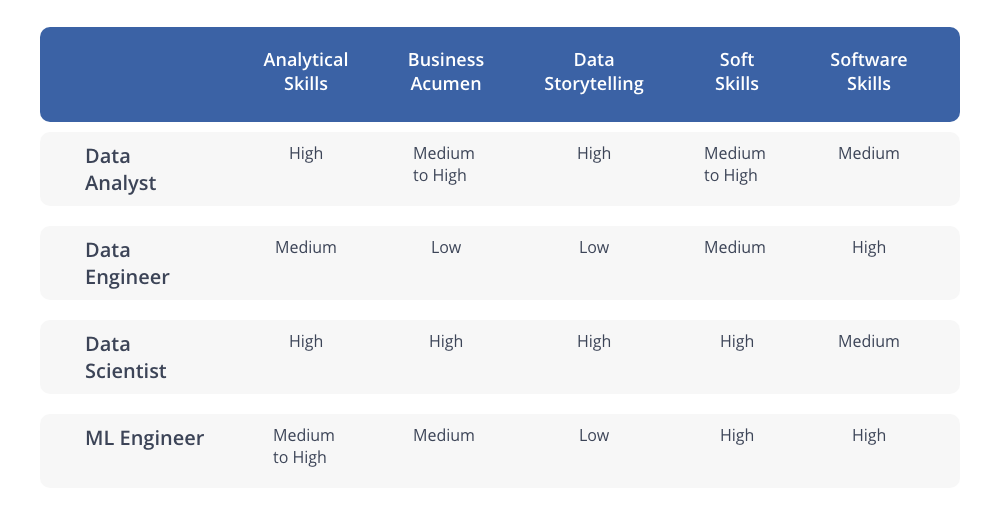 Analytical Skills Business Acumen Data Storytelling Soft Skills Software Skills
Data Analyst High Medium to High High Medium to High Medium
Data Engineer Medium Low Low Medium High
Data Scientist High High High High Medium
ML Engineer Medium to High Medium Low High High